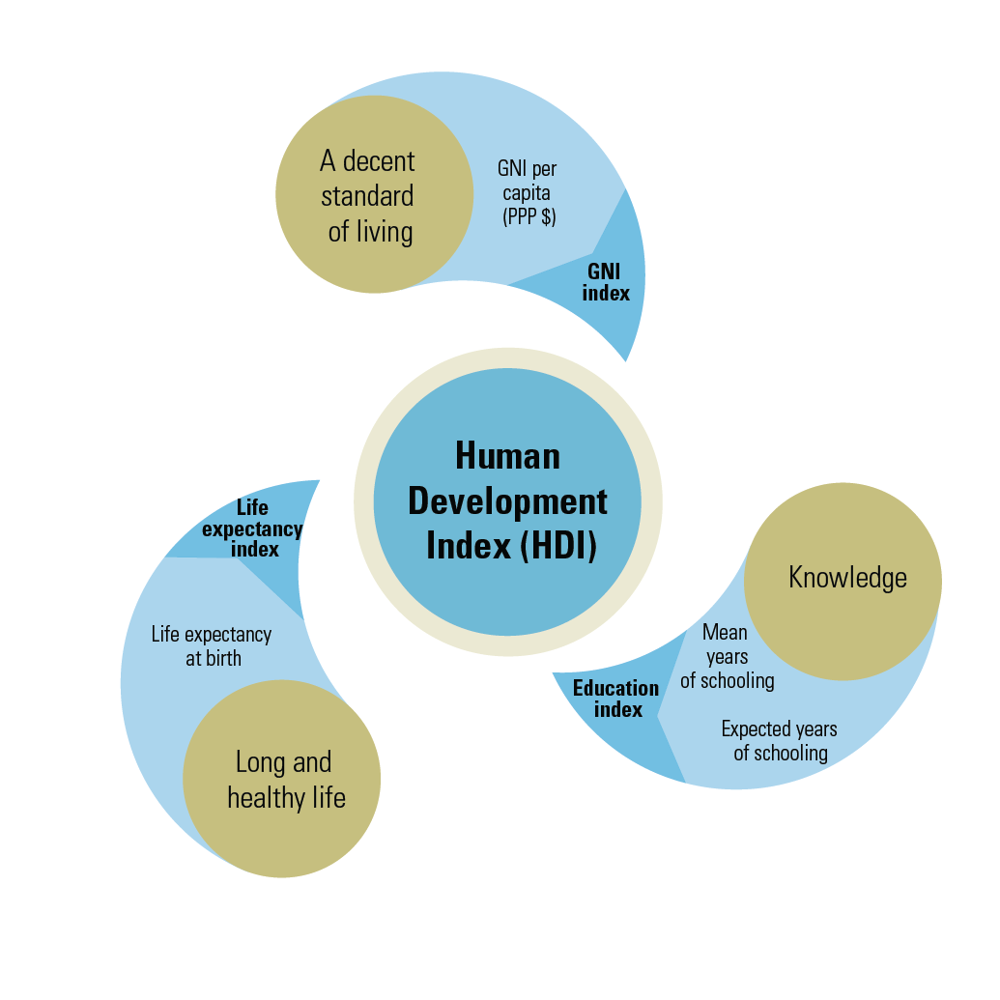 A decent
standard
of living
GNI per
capita
(PPP $)
GNI
index
Human
Development
Index (HDI)
Life
expectancy
index
Life expectancy
at birth
Long and
healthy life
Knowledge
Mean
years
of schooling
Expected years
of schooling
Education
index